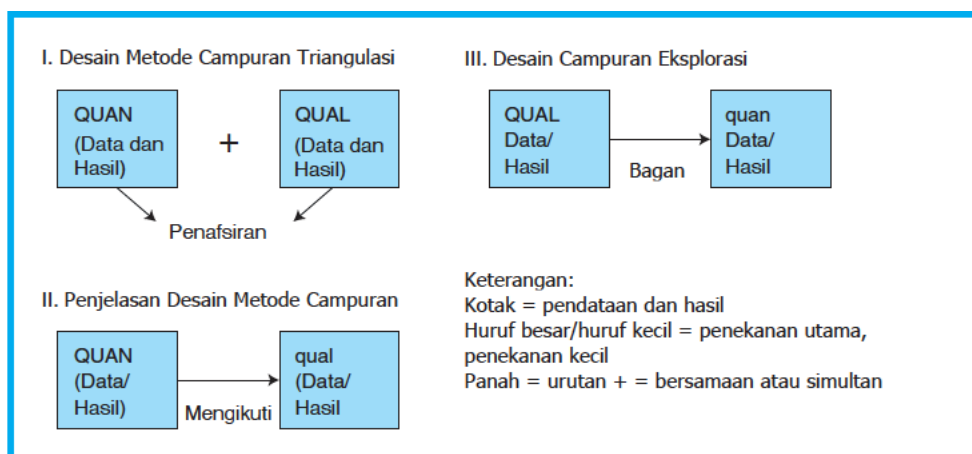 I. Desain Metode Campuran Triangulasi
QUAN
(Data dan
Hasil)
+
QUAL
(Data dan
Hasil)
Penafsiran
II. Penjelasan Desain Metode Campuran
QUAN
(Data/
Hasil)
Mengikuti
qual
(Data/
Hasil
III. Desain Campuran Eksplorasi
QUAL
Data/
Hasil
Bagan
quan
Data/
Hasil
Keterangan:
Kotak = pendataan dan hasil
Huruf besar/huruf kecil = penekanan utama,
penekanan kecil
Panah = urutan + = bersamaan atau simultan